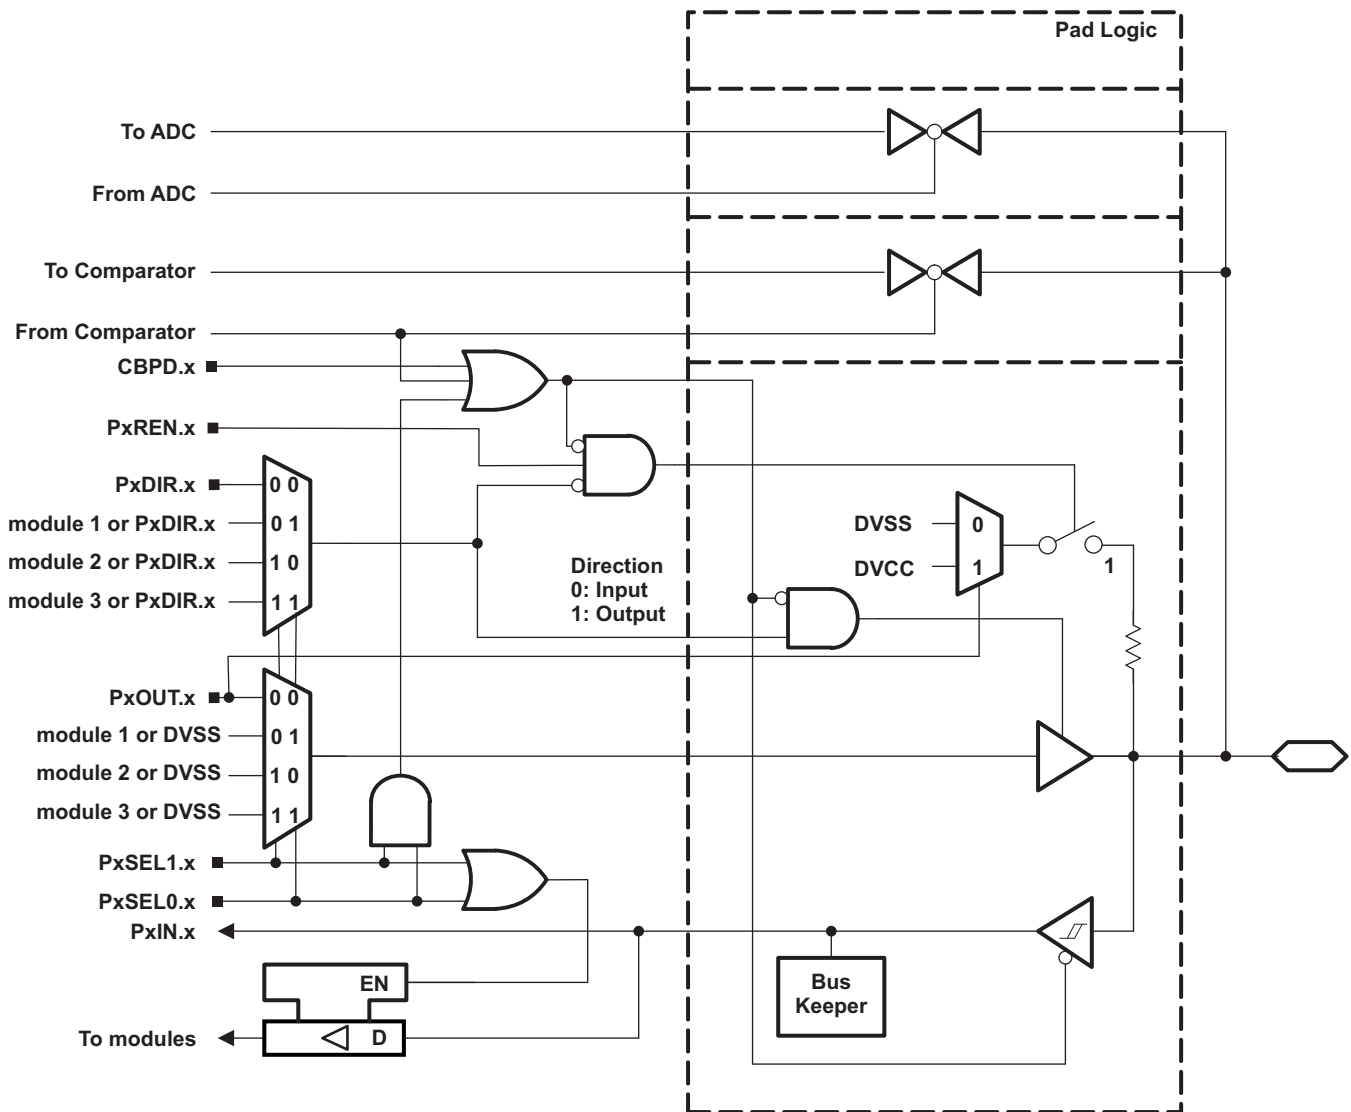 Pad Logic
To ADC
From ADC
To Comparator
From Comparator
CBPD.x
PxREN.x
PxDIR.x
0 0
module 1 or PxDIR.x
0 1
module 2 or PxDIR.x
1 0
module 3 or PxDIR.x
1 1
Direction
0: Input
1: Output
DVSS
0
DVCC
1
1
PxOUT.x
0 0
module 1 or DVSS
0 1
module 2 or DVSS
1 0
module 3 or DVSS
1 1
PxSEL1.x
PxSEL0.x
PxIN.x
Bus
Keeper
EN
To modules
D